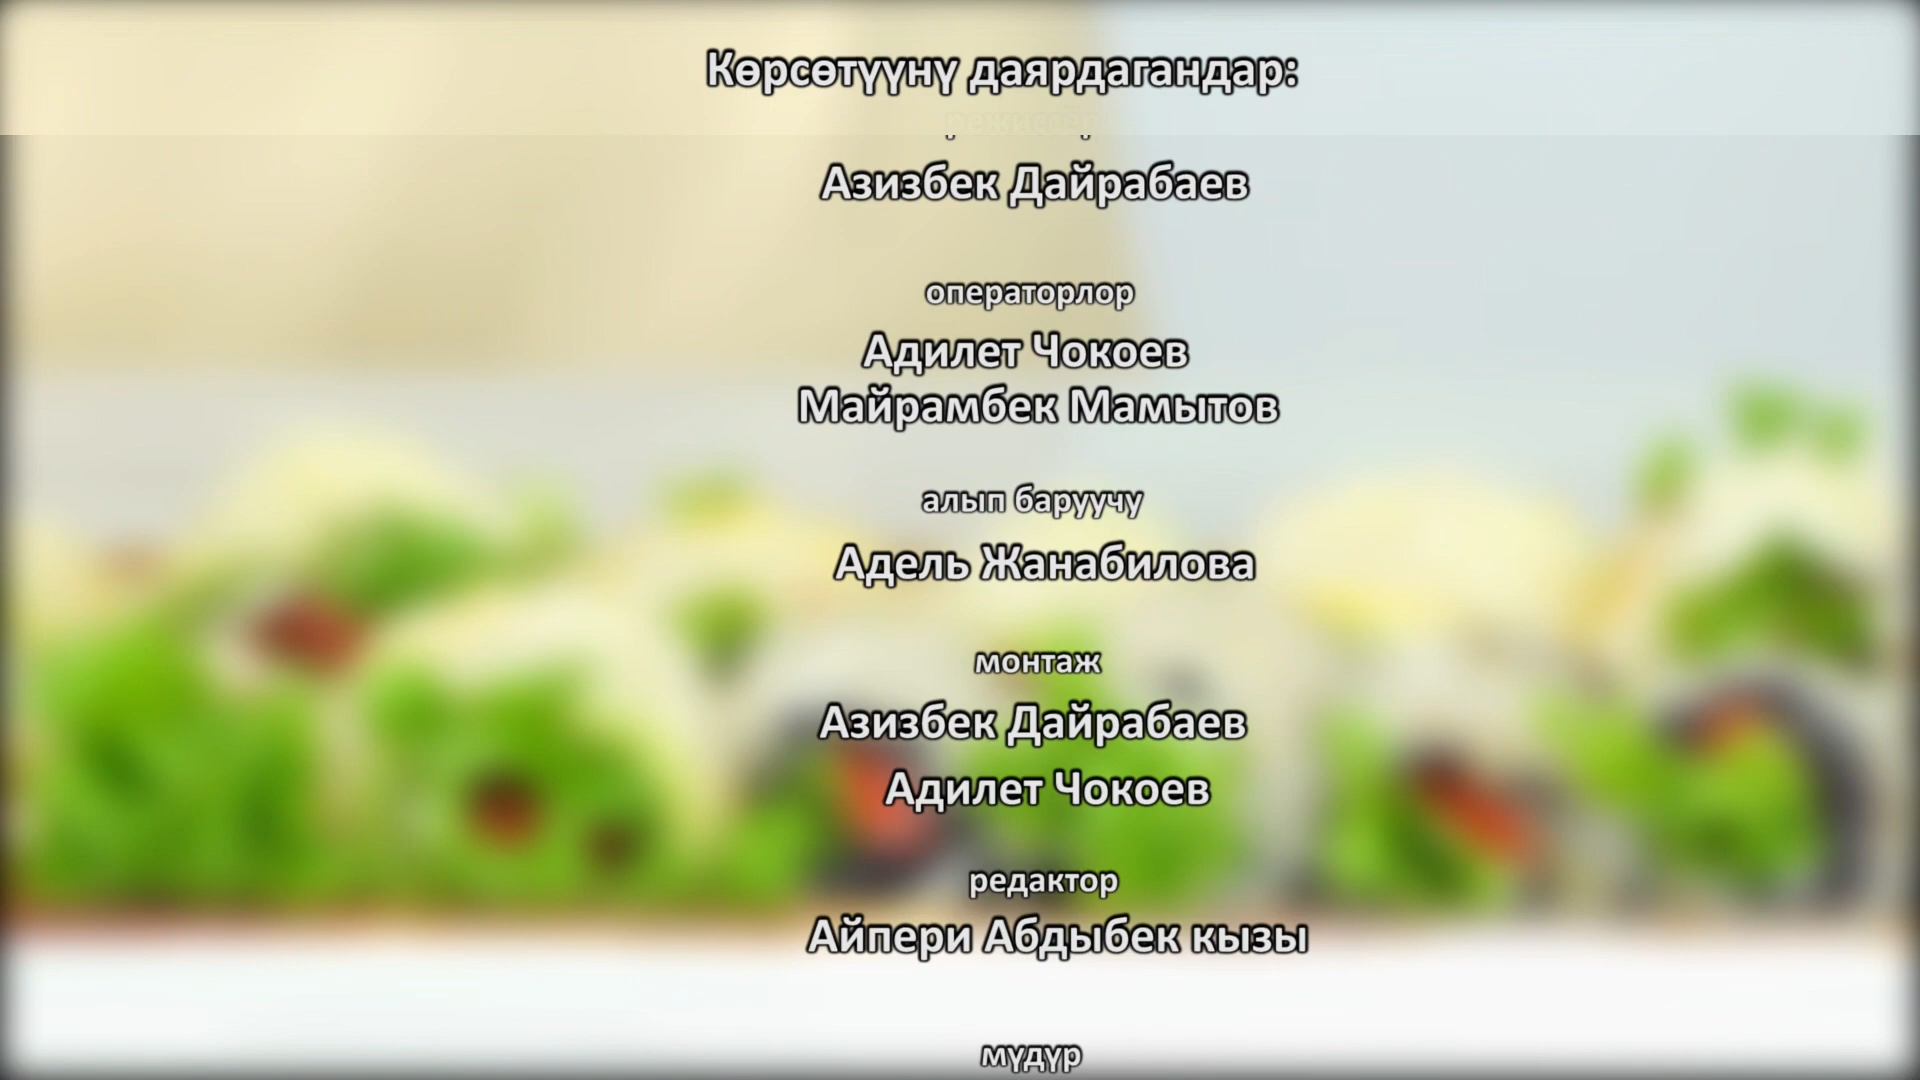 Көрсөтүүнү даярдагандар:
режиссёр
Азизбек Дайрабаев
операторлор
Адилет Чокоев
Майрамбек Мамытов
алып баруучу
Адель Жанабилова
монтаж
Азизбек Дайрабаев
Адилет Чокоев
редактор
Айпери Абдыбек кызы
мүдүр